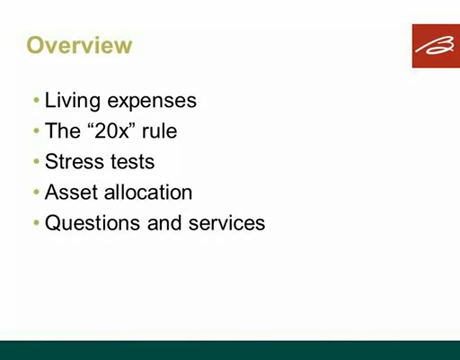 Overview
• Living expenses
• The “20x” rule
• Stress tests
• Asset allocation
• Questions and services